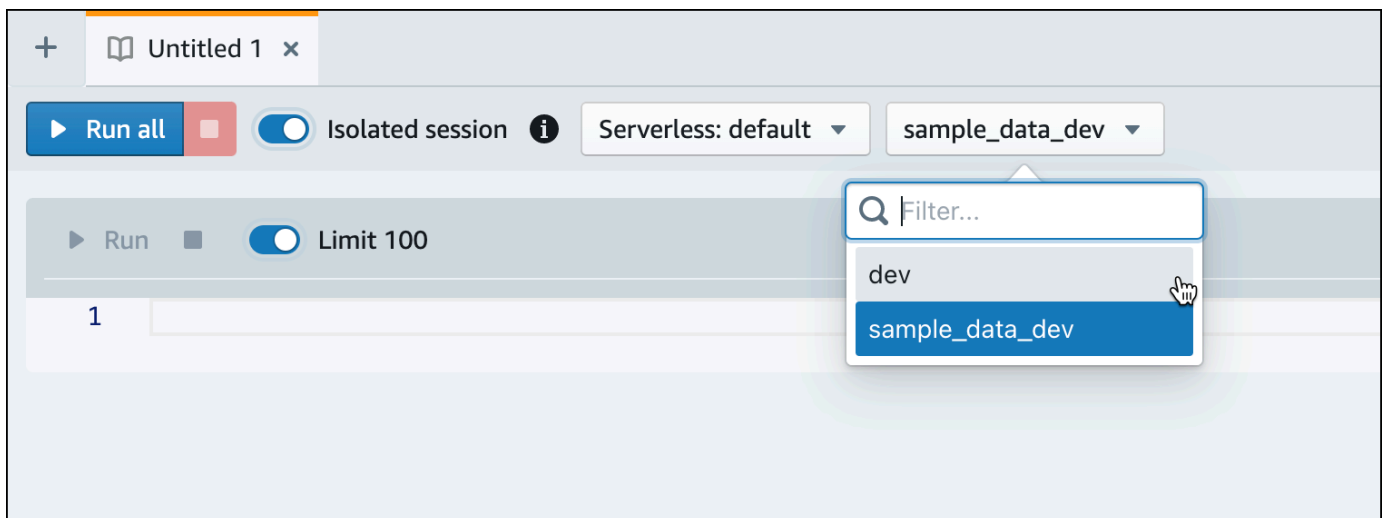 Untitled 1
Run all Isolated session Serverless: default sample_data_dev
Filter...
Run Limit 100
dev
1
sample_data_dev